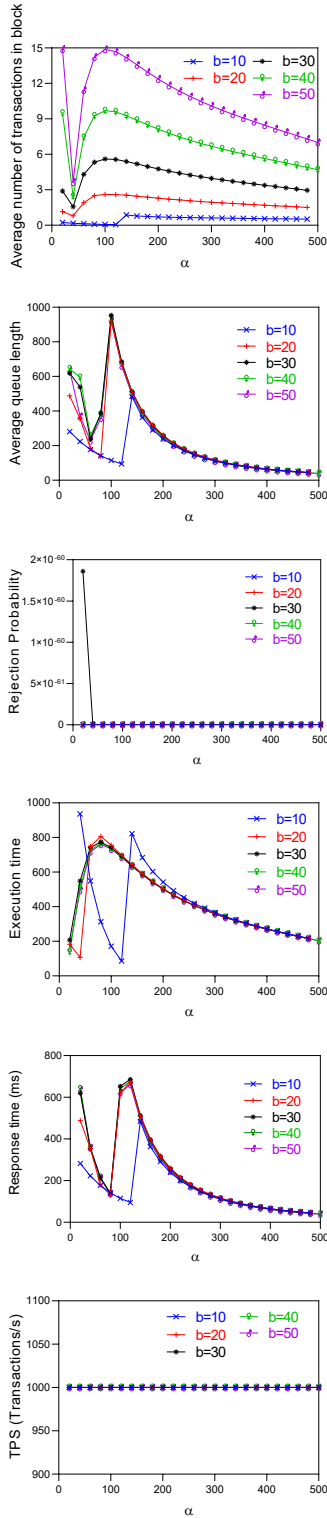 Average number of transactions in block
15
12
9
6
3
0
b=10 b=30
b=20 b=40
b=50
0 100 200 300 400 500
α
Average queue length
1000
800
600
400
200
0
b=10
b=20
b=30
b=40
b=50
0 100 200 300 400 500
α
Rejection Probability
2×10⁻⁶⁰
1.5×10⁻⁶⁰
1×10⁻⁶⁰
5×10⁻⁶¹
0
b=10
b=20
b=30
b=40
b=50
0 100 200 300 400 500
α
Execution time
1000
800
600
400
200
0
b=10
b=20
b=30
b=40
b=50
0 100 200 300 400 500
α
Response time (ms)
800
600
400
200
0
b=10
b=20
b=30
b=40
b=50
0 100 200 300 400 500
α
TPS (Transactions/s)
1100
1050
1000
950
900
b=10 b=40
b=20 b=50
b=30
0 100 200 300 400 500
α